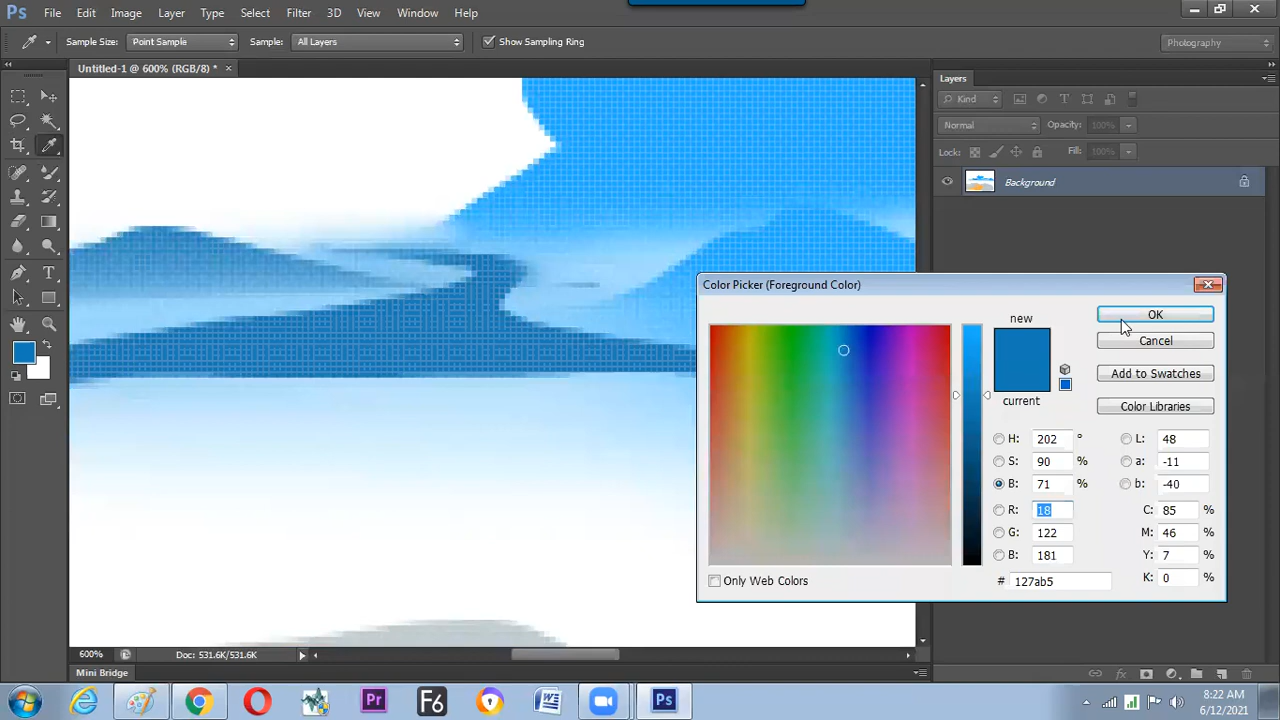 Ps File Edit Image Layer Type Select Filter 3D View Window Help
Sample Size: Point Sample Sample: All Layers Show Sampling Ring Photography
Untitled-1 @ 600% (RGB/8) * ×
Layers
Kind
Normal Opacity: 100%
Lock: Fill: 100%
Background
Color Picker (Foreground Color)
new
current
OK
Cancel
Add to Swatches
Color Libraries
H: 202 °
S: 90 %
B: 71 %
R: 18
G: 122
B: 181
# 127ab5
L: 48
a: -11
b: -40
C: 85 %
M: 46 %
Y: 7 %
K: 0 %
Only Web Colors
600% Doc: 531.6K/531.6K
Mini Bridge
Pr F6 W Ps
8:22 AM
6/12/2021